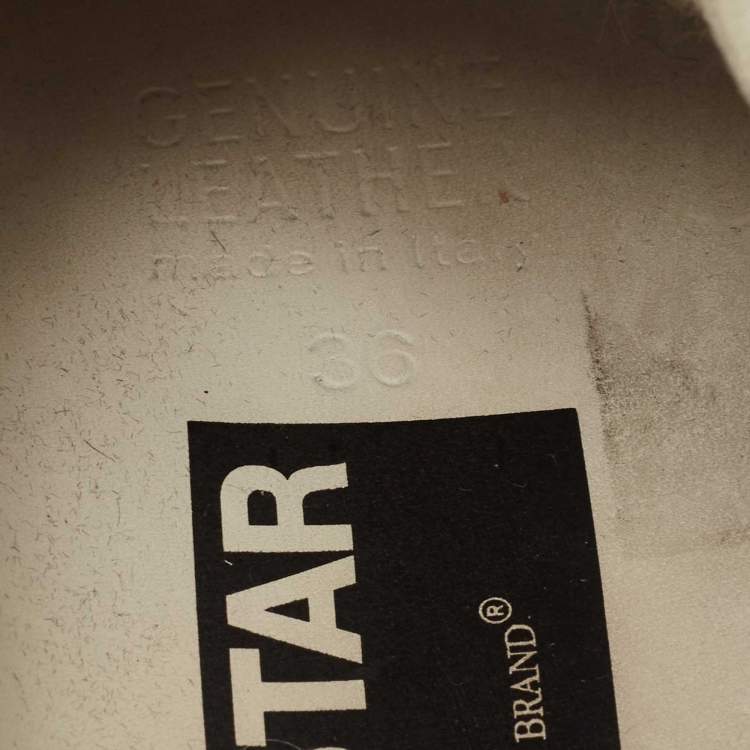 GENUINE
LEATHER
made in Italy
36
STAR
BRAND®